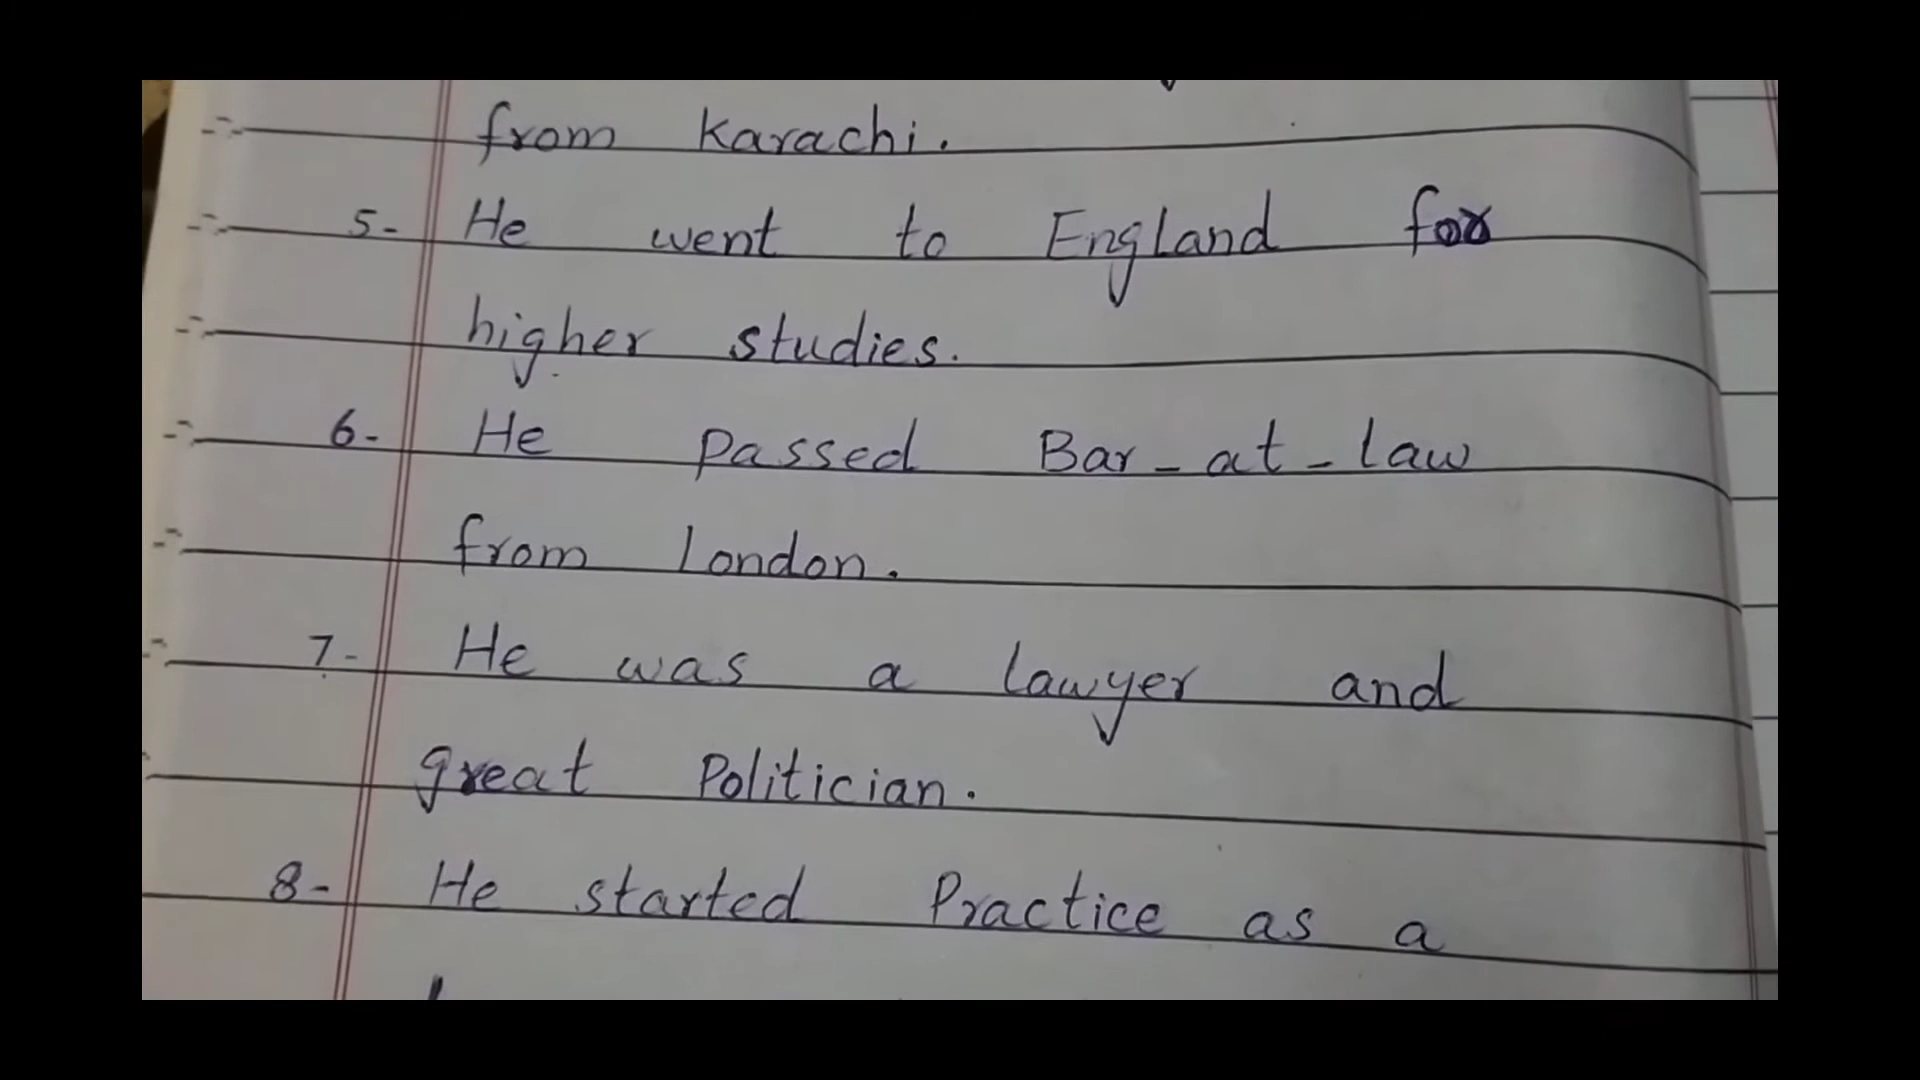 from Karachi.
5- He went to England for
higher studies.
6- He passed Bar-at-law
from London.
7- He was a lawyer and
great Politician.
8- He started Practice as a